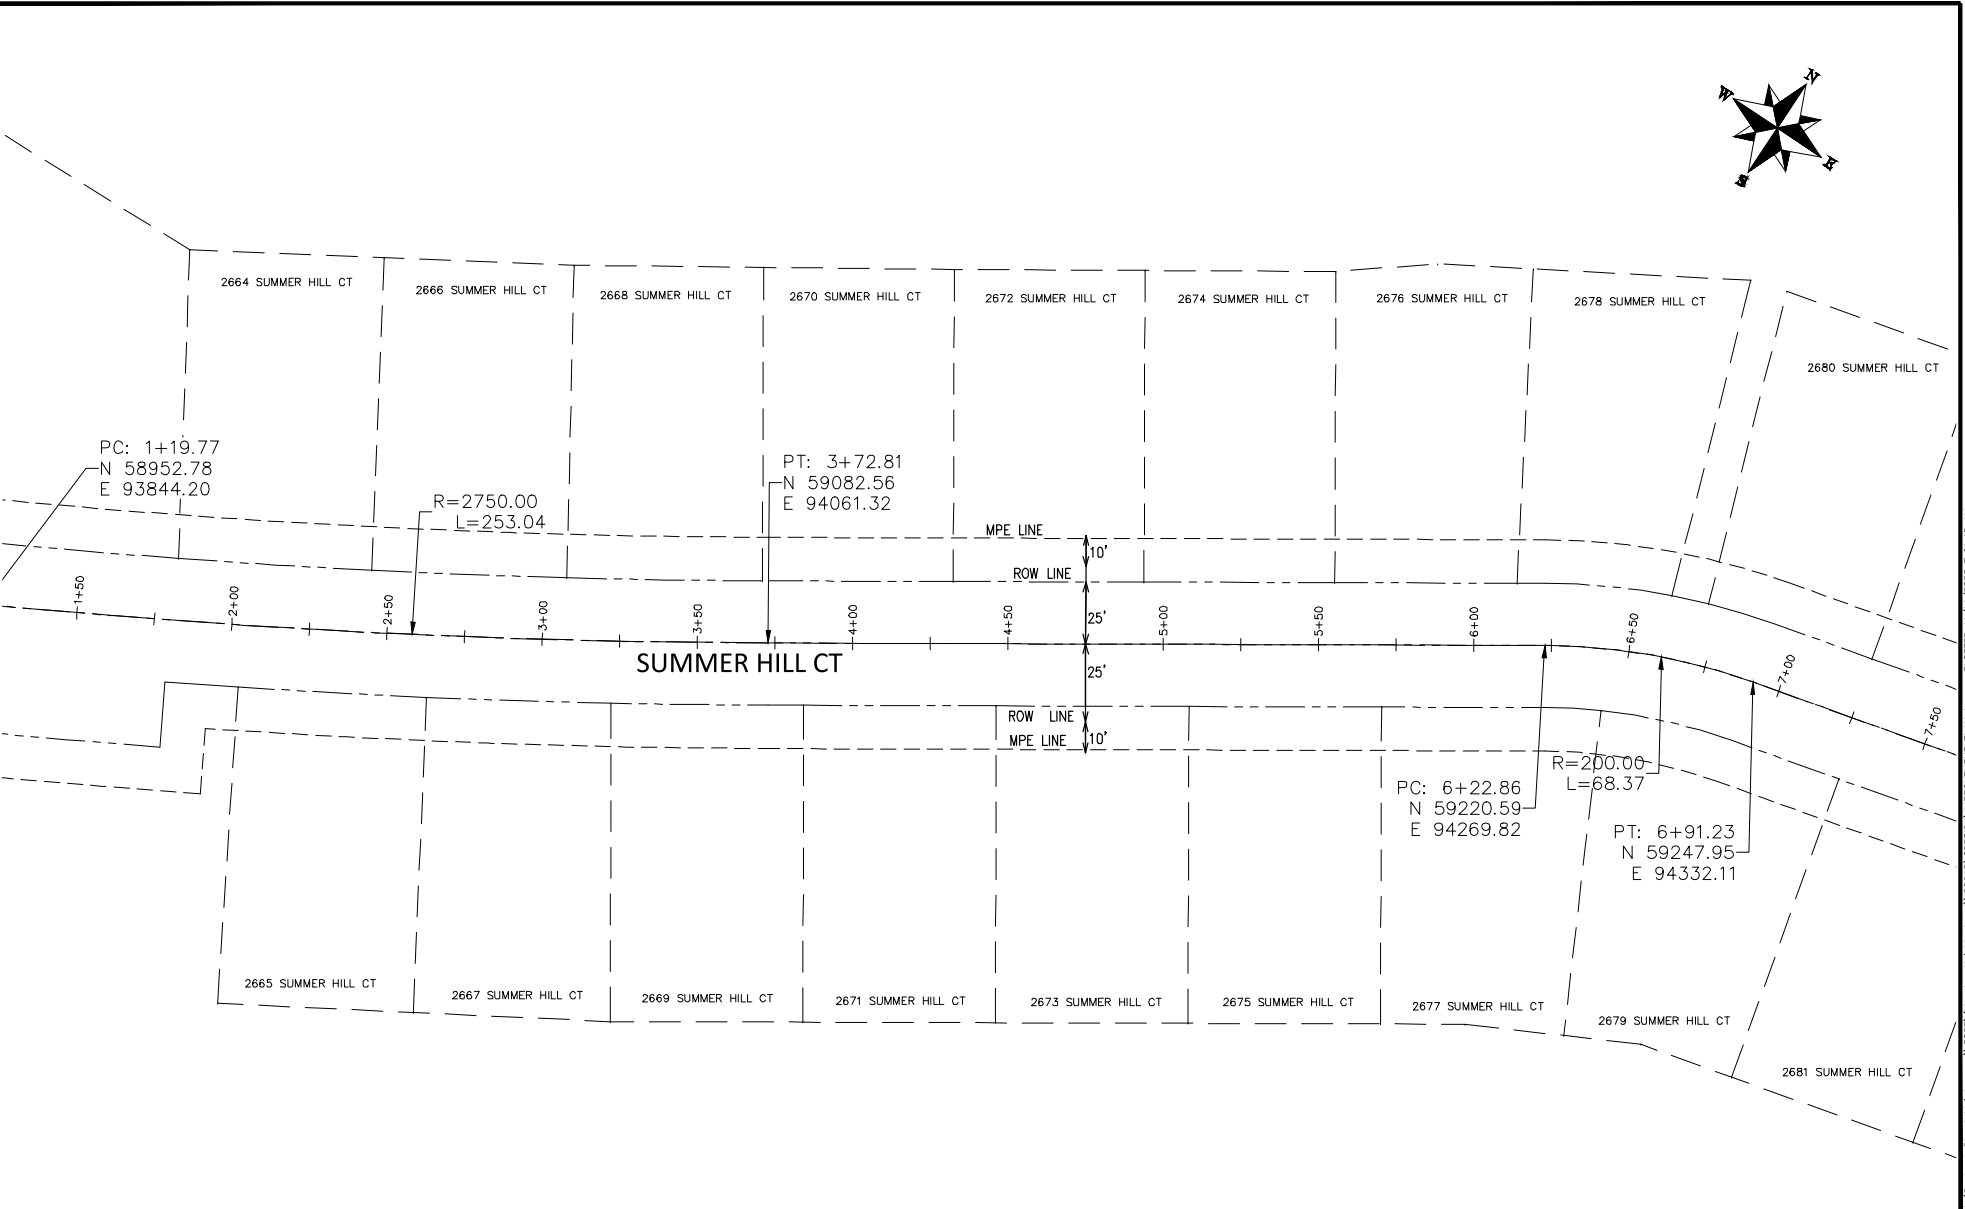 N
W
E
S
2664 SUMMER HILL CT
2666 SUMMER HILL CT
2668 SUMMER HILL CT
2670 SUMMER HILL CT
2672 SUMMER HILL CT
2674 SUMMER HILL CT
2676 SUMMER HILL CT
2678 SUMMER HILL CT
2680 SUMMER HILL CT
PC: 1+19.77
N 58952.78
E 93844.20
R=2750.00
L=253.04
PT: 3+72.81
N 59082.56
E 94061.32
MPE LINE
10'
ROW LINE
25'
1+50
2+00
2+50
3+00
3+50
4+00
4+50
5+00
5+50
6+00
6+50
7+00
7+50
SUMMER HILL CT
25'
ROW LINE
MPE LINE
10'
PC: 6+22.86
N 59220.59
E 94269.82
R=200.00
L=68.37
PT: 6+91.23
N 59247.95
E 94332.11
2665 SUMMER HILL CT
2667 SUMMER HILL CT
2669 SUMMER HILL CT
2671 SUMMER HILL CT
2673 SUMMER HILL CT
2675 SUMMER HILL CT
2677 SUMMER HILL CT
2679 SUMMER HILL CT
2681 SUMMER HILL CT